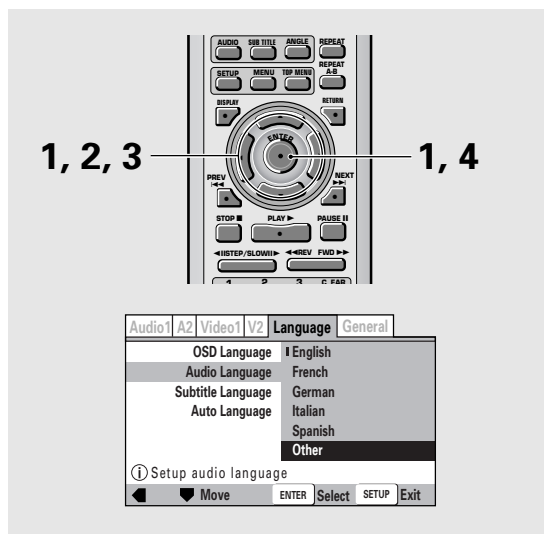 AUDIO SUB TITLE ANGLE REPEAT
SETUP MENU TOP MENU REPEAT A-B
DISPLAY RETURN
ENTER
1, 2, 3 1, 4
PREV NEXT
STOP ■ PLAY ► PAUSE II
◄IISTEP/SLOWII► ◄◄REV FWD ►►
1 2 3 CLEAR
Audio1 A2 Video1 V2 Language General
OSD Language English
Audio Language French
Subtitle Language German
Auto Language Italian
Spanish
Other
i Setup audio language
Move ENTER Select SETUP Exit